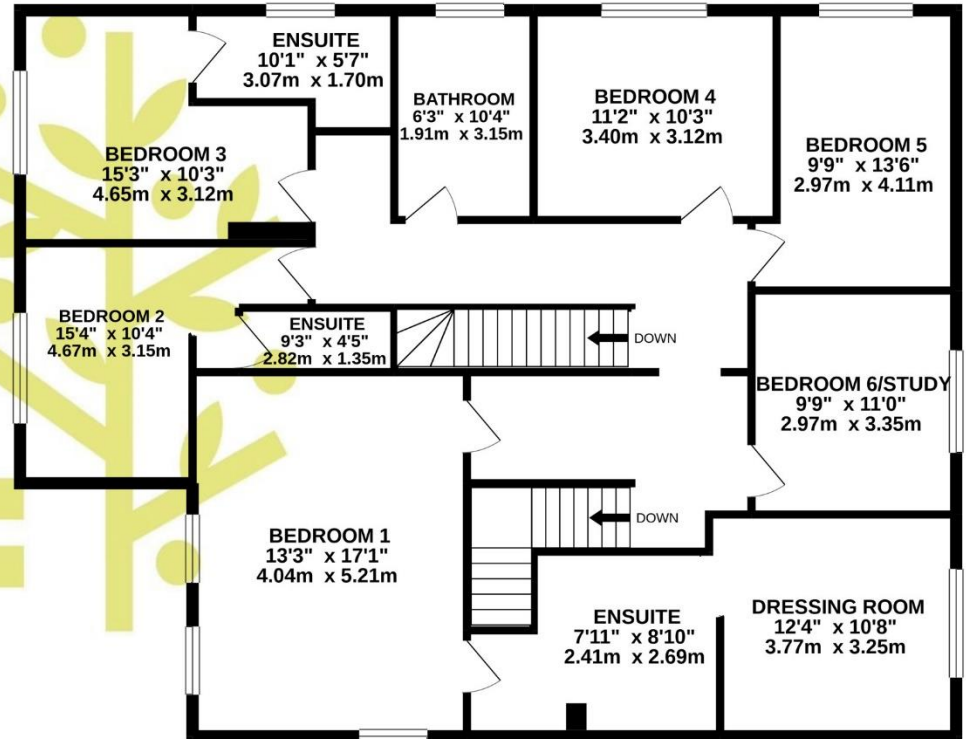 ENSUITE
10'1" x 5'7"
3.07m x 1.70m
BATHROOM
6'3" x 10'4"
1.91m x 3.15m
BEDROOM 4
11'2" x 10'3"
3.40m x 3.12m
BEDROOM 5
9'9" x 13'6"
2.97m x 4.11m
BEDROOM 3
15'3" x 10'3"
4.65m x 3.12m
BEDROOM 2
15'4" x 10'4"
4.67m x 3.15m
ENSUITE
9'3" x 4'5"
2.82m x 1.35m
DOWN
BEDROOM 6/STUDY
9'9" x 11'0"
2.97m x 3.35m
BEDROOM 1
13'3" x 17'1"
4.04m x 5.21m
DOWN
ENSUITE
7'11" x 8'10"
2.41m x 2.69m
DRESSING ROOM
12'4" x 10'8"
3.77m x 3.25m